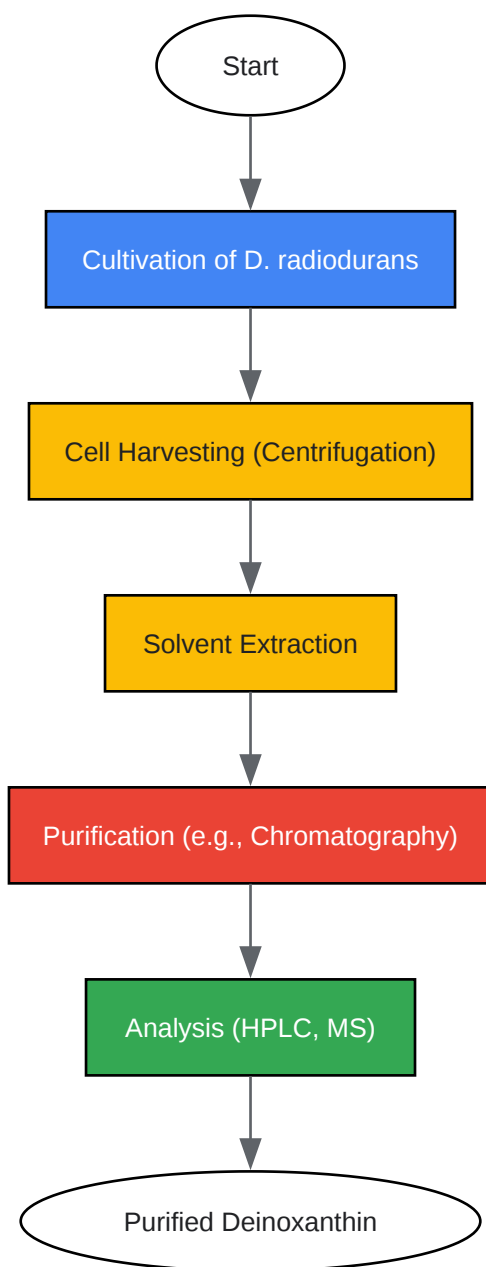 Start
Cultivation of D. radiodurans
Cell Harvesting (Centrifugation)
Solvent Extraction
Purification (e.g., Chromatography)
Analysis (HPLC, MS)
Purified Deinoxanthin